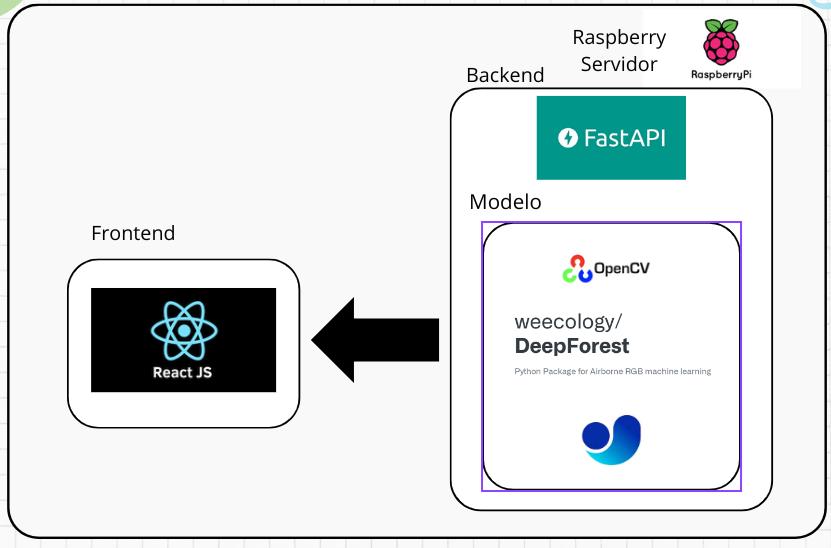 Raspberry
Servidor
RaspberryPi
Backend
FastAPI
Modelo
OpenCV
weecology/
DeepForest
Python Package for Airborne RGB machine learning
Frontend
React JS